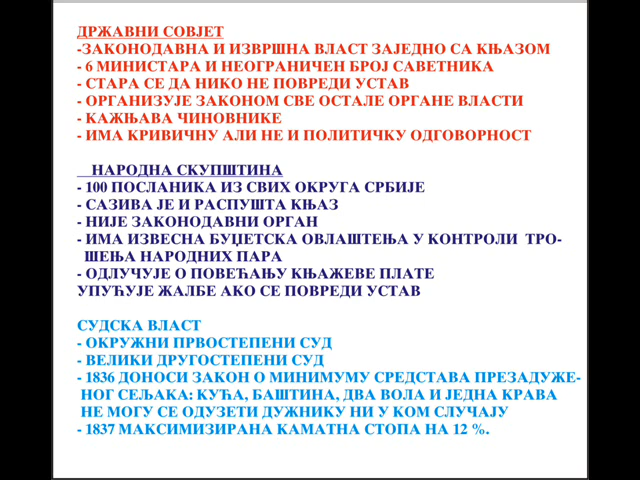 ДРЖАВНИ СОВЈЕТ
-ЗАКОНОДАВНА И ИЗВРШНА ВЛАСТ ЗАЈЕДНО СА КЊАЗОМ
- 6 МИНИСТАРА И НЕОГРАНИЧЕН БРОЈ САВЕТНИКА
- СТАРА СЕ ДА НИКО НЕ ПОВРЕДИ УСТАВ
- ОРГАНИЗУЈЕ ЗАКОНОМ СВЕ ОСТАЛЕ ОРГАНЕ ВЛАСТИ
- КАЖЊАВА ЧИНОВНИКЕ
- ИМА КРИВИЧНУ АЛИ НЕ И ПОЛИТИЧКУ ОДГОВОРНОСТ
НАРОДНА СКУПШТИНА
- 100 ПОСЛАНИКА ИЗ СВИХ ОКРУГА СРБИЈЕ
- САЗИВА ЈЕ И РАСПУШТА КЊАЗ
- НИЈЕ ЗАКОНОДАВНИ ОРГАН
- ИМА ИЗВЕСНА БУЏЕТСКА ОВЛАШТЕЊА У КОНТРОЛИ ТРО-
ШЕЊА НАРОДНИХ ПАРА
- ОДЛУЧУЈЕ О ПОВЕЋАЊУ КЊАЖЕВЕ ПЛАТЕ
УПУЋУЈЕ ЖАЛБЕ АКО СЕ ПОВРЕДИ УСТАВ
СУДСКА ВЛАСТ
- ОКРУЖНИ ПРВОСТЕПЕНИ СУД
- ВЕЛИКИ ДРУГОСТЕПЕНИ СУД
- 1836 ДОНОСИ ЗАКОН О МИНИМУМУ СРЕДСТАВА ПРЕЗАДУЖЕ-
НОГ СЕЉАКА: КУЋА, БАШТИНА, ДВА ВОЛА И ЈЕДНА КРАВА
НЕ МОГУ СЕ ОДУЗЕТИ ДУЖНИКУ НИ У КОМ СЛУЧАЈУ
- 1837 МАКСИМИЗИРАНА КАМАТНА СТОПА НА 12 %.